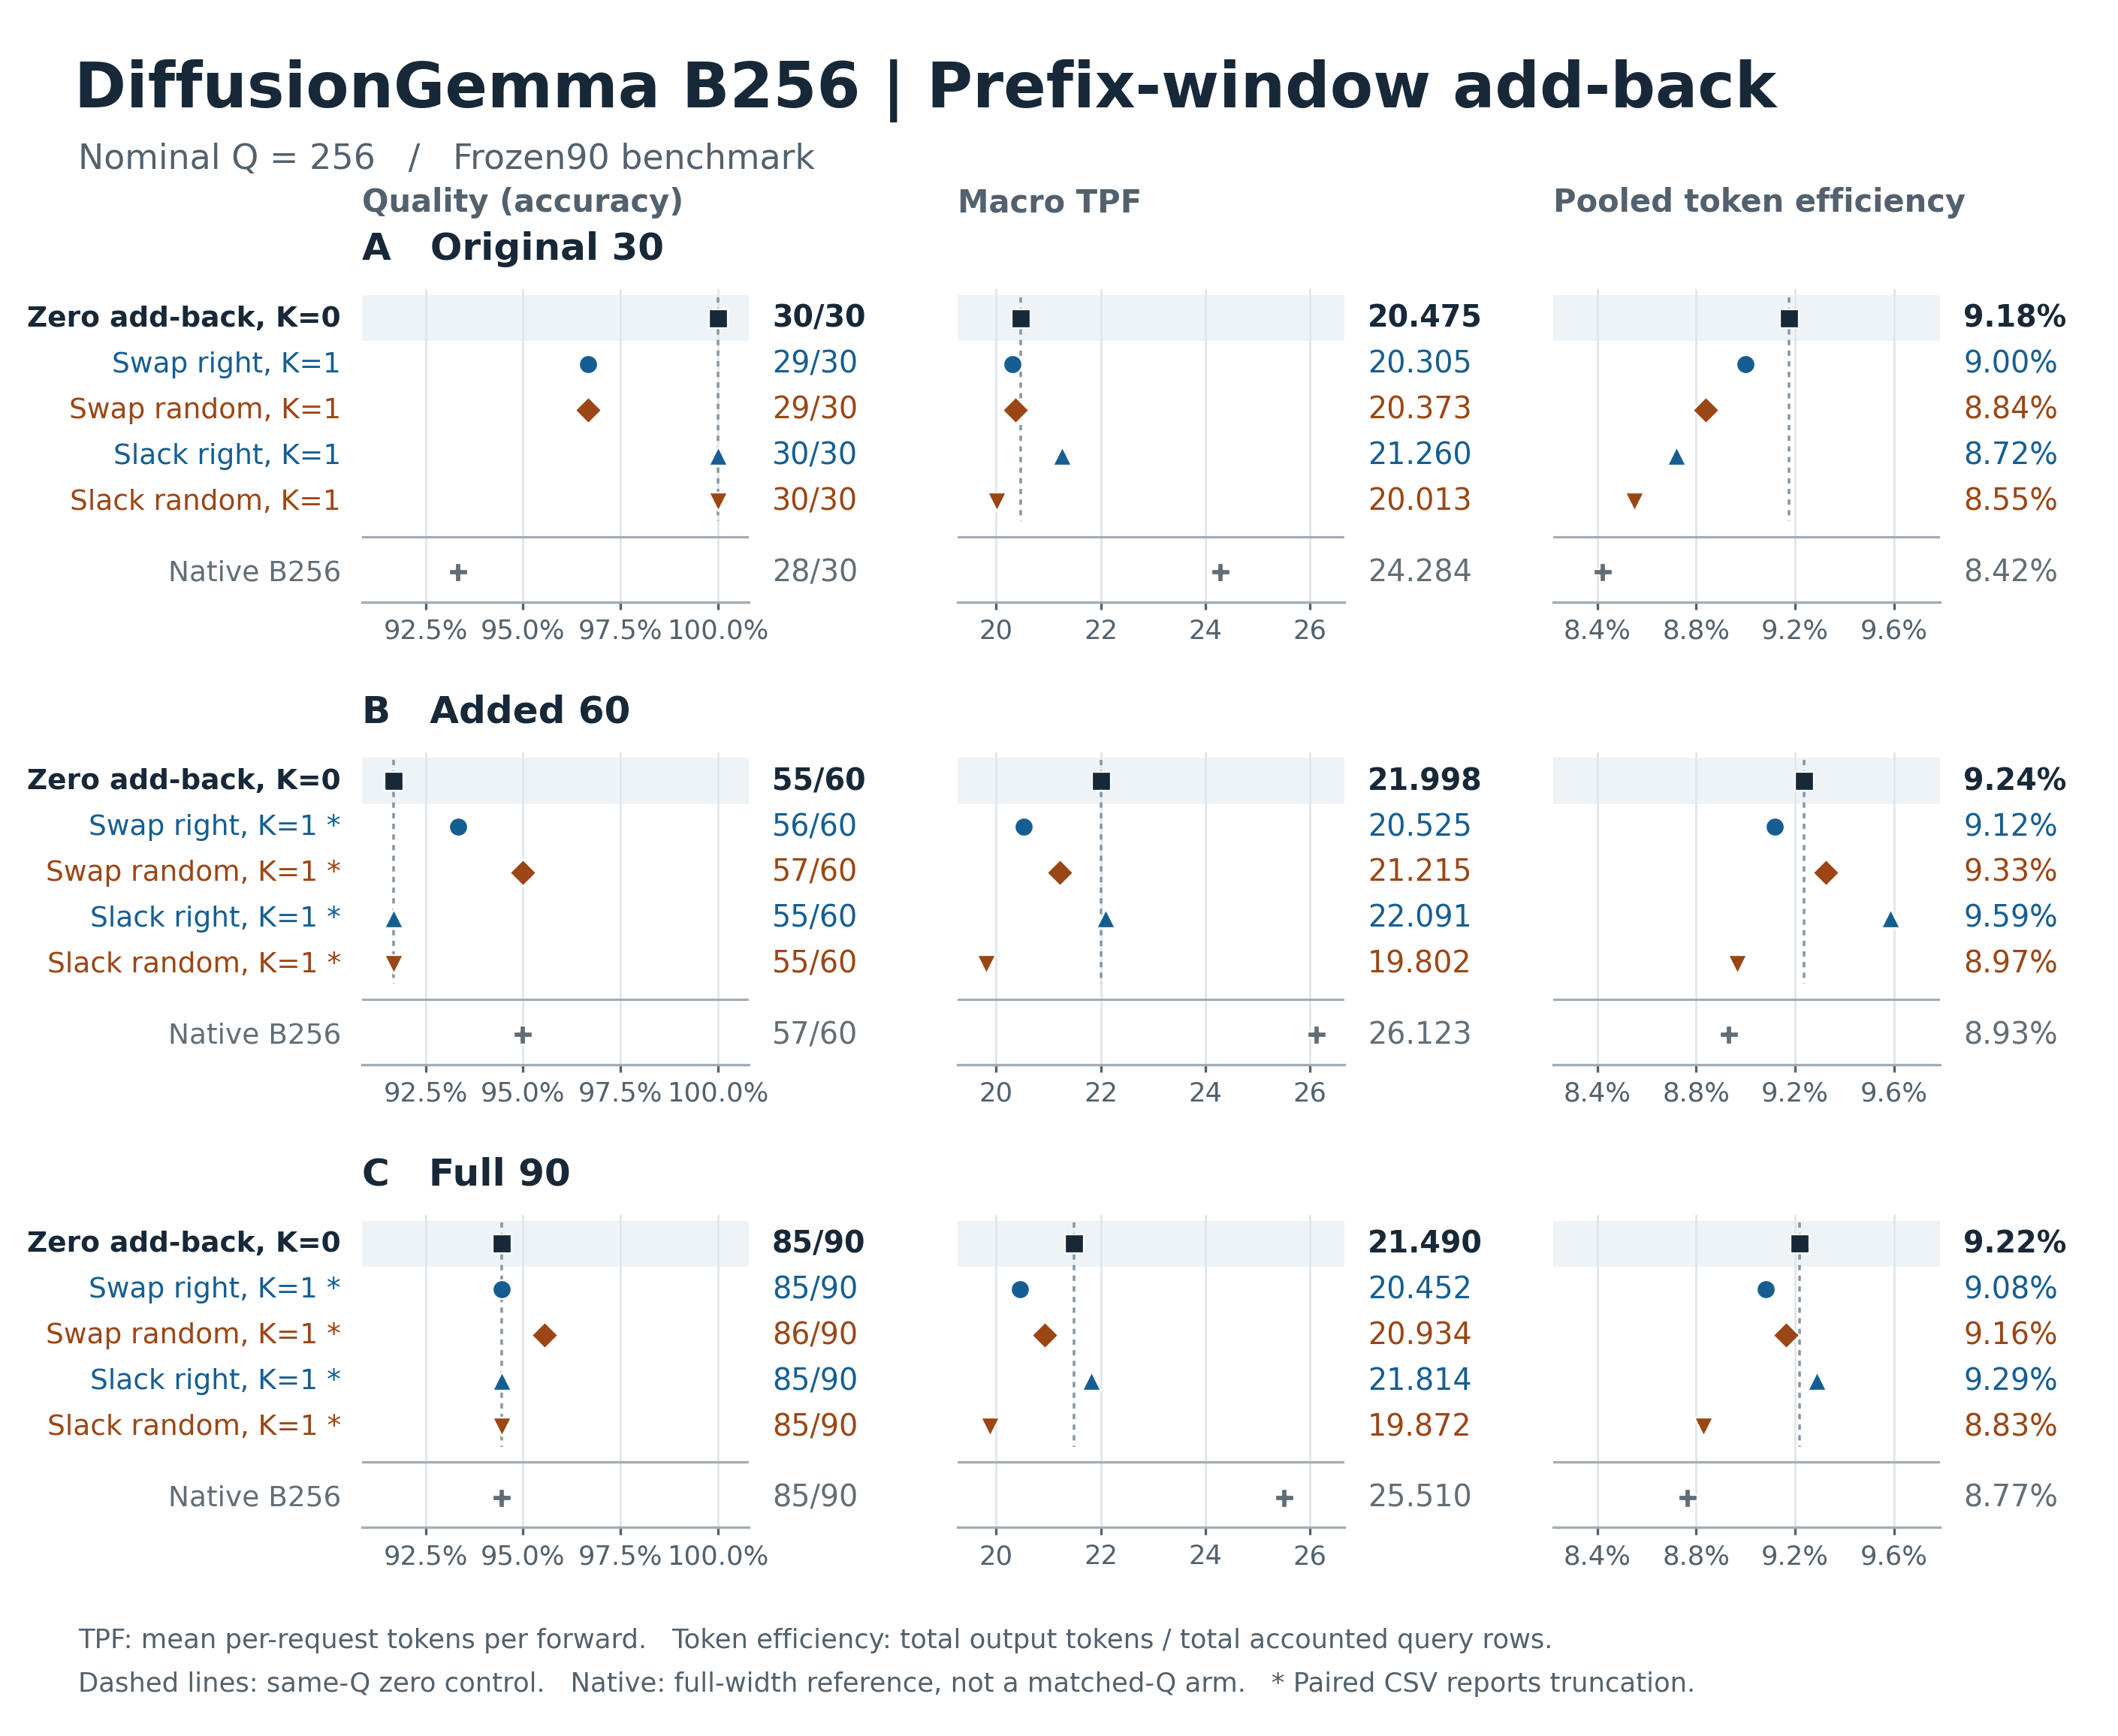 DiffusionGemma B256 | Prefix-window add-back
Nominal Q = 256 / Frozen90 benchmark
Quality (accuracy) Macro TPF Pooled token efficiency
A Original 30
Zero add-back, K=0 30/30 20.475 9.18%
Swap right, K=1 29/30 20.305 9.00%
Swap random, K=1 29/30 20.373 8.84%
Slack right, K=1 30/30 21.260 8.72%
Slack random, K=1 30/30 20.013 8.55%
Native B256 28/30 24.284 8.42%
92.5% 95.0% 97.5% 100.0% 20 22 24 26 8.4% 8.8% 9.2% 9.6%
B Added 60
Zero add-back, K=0 55/60 21.998 9.24%
Swap right, K=1 * 56/60 20.525 9.12%
Swap random, K=1 * 57/60 21.215 9.33%
Slack right, K=1 * 55/60 22.091 9.59%
Slack random, K=1 * 55/60 19.802 8.97%
Native B256 57/60 26.123 8.93%
92.5% 95.0% 97.5% 100.0% 20 22 24 26 8.4% 8.8% 9.2% 9.6%
C Full 90
Zero add-back, K=0 85/90 21.490 9.22%
Swap right, K=1 * 85/90 20.452 9.08%
Swap random, K=1 * 86/90 20.934 9.16%
Slack right, K=1 * 85/90 21.814 9.29%
Slack random, K=1 * 85/90 19.872 8.83%
Native B256 85/90 25.510 8.77%
92.5% 95.0% 97.5% 100.0% 20 22 24 26 8.4% 8.8% 9.2% 9.6%
TPF: mean per-request tokens per forward. Token efficiency: total output tokens / total accounted query rows.
Dashed lines: same-Q zero control. Native: full-width reference, not a matched-Q arm. * Paired CSV reports truncation.